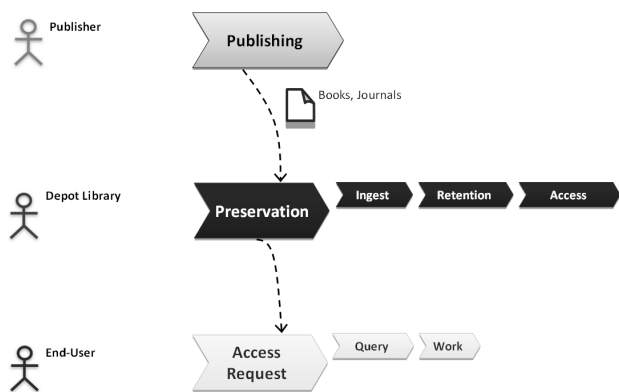 Publisher
Publishing
Books, Journals
Depot Library
Preservation
Ingest
Retention
Access
End-User
Access
Request
Query
Work